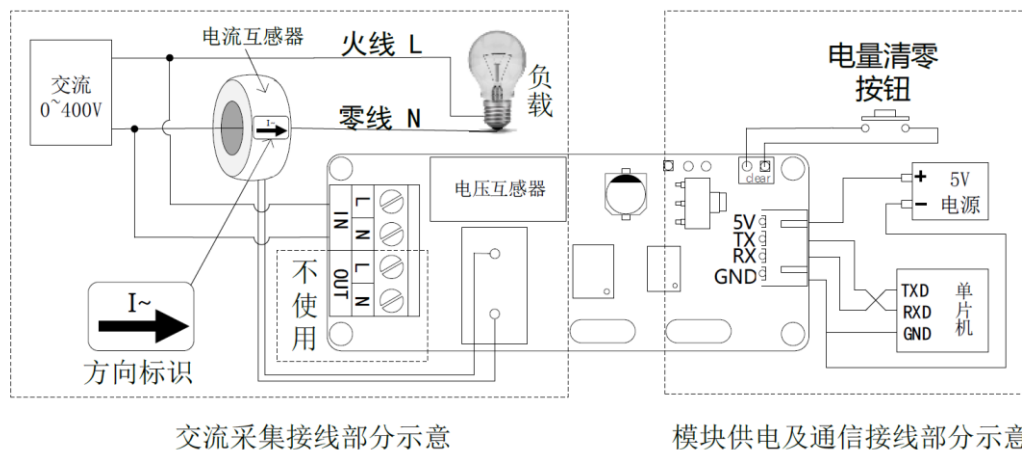 电流互感器
火线 L
交流
0~400V
负
载
I~
零线 N
电量清零
按钮
电压互感器
clear
IN
L
N
OUT
L
N
不
使
用
5V
TX
RX
GND
+
-
5V
电源
TXD
RXD
GND
单
片
机
I~
方向标识
交流采集接线部分示意
模块供电及通信接线部分示意